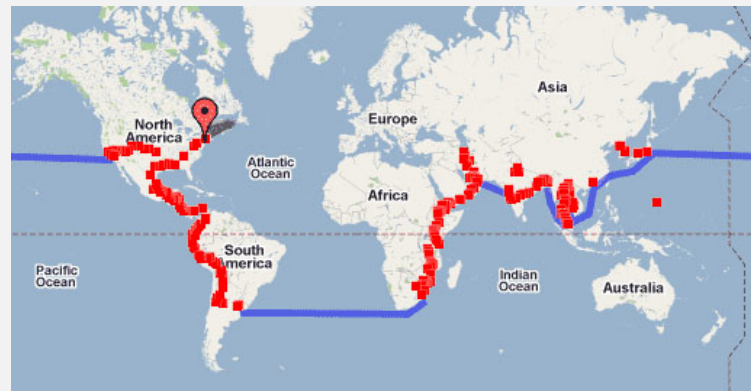 Asia
Europe
North
America
Atlantic
Ocean
Africa
South
America
Pacific
Ocean
Indian
Ocean
Australia